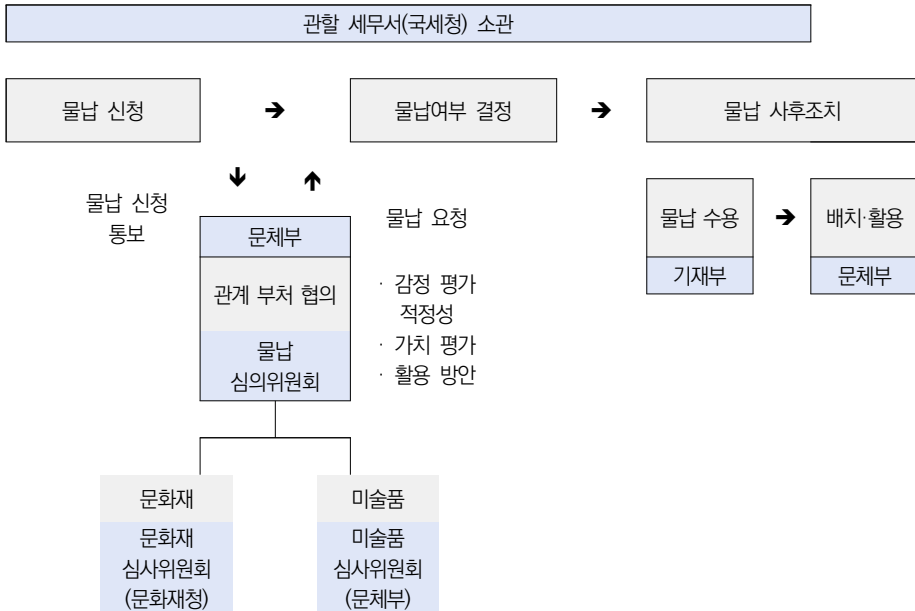 관할 세무서(국세청) 소관
물납 신청 ➔ 물납여부 결정 ➔ 물납 사후조치
물납 신청
통보
물납 요청
문체부
관계 부처 협의
물납
심의위원회
· 감정 평가
적정성
· 가치 평가
· 활용 방안
물납 수용 ➔ 배치·활용
기재부
문체부
문화재
문화재
심사위원회
(문화재청)
미술품
미술품
심사위원회
(문체부)